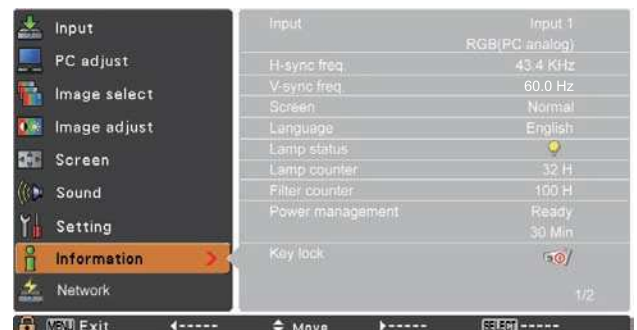 Input
PC adjust
Image select
Image adjust
Screen
Sound
Setting
Information
Network
Input Input 1
RGB(PC analog)
H-sync freq. 43.4 KHz
V-sync freq. 60.0 Hz
Screen Normal
Language English
Lamp status
Lamp counter 32 H
Filter counter 100 H
Power management Ready
30 Min
Key lock
1/2
MENU Exit ----- Move ----- SELECT -----